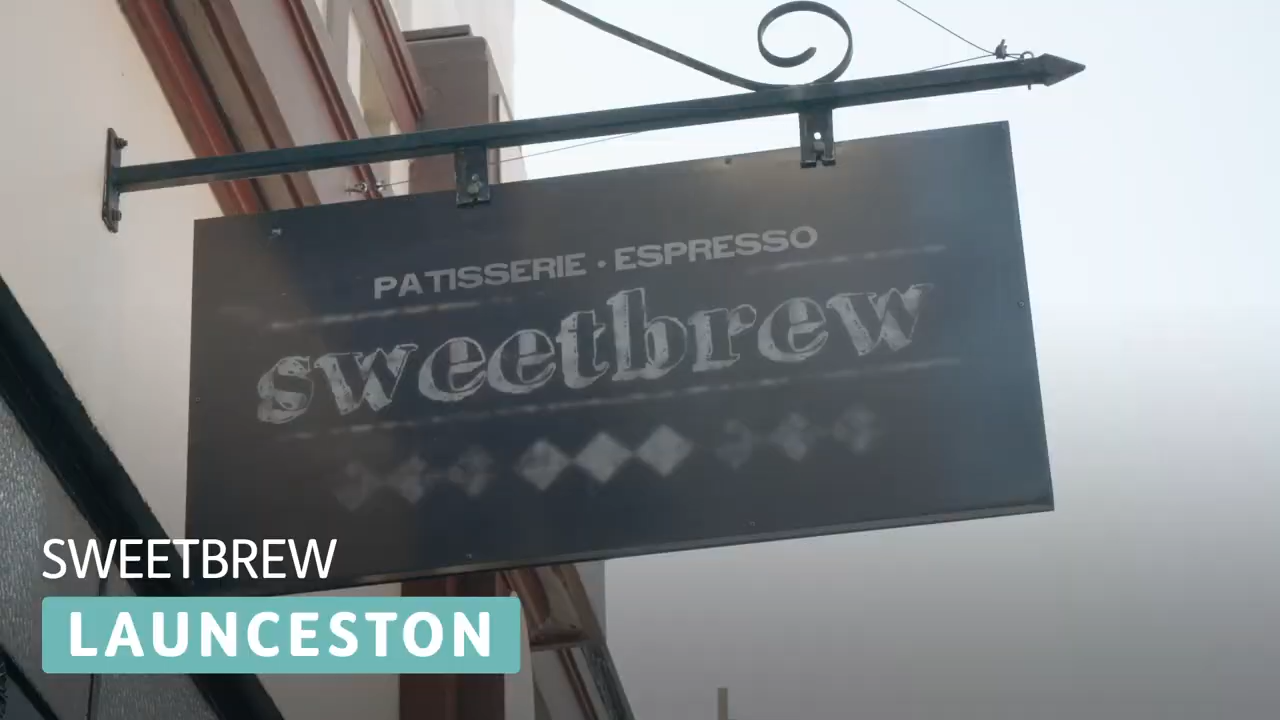 PATISSERIE · ESPRESSO
sweetbrew
SWEETBREW
LAUNCESTON